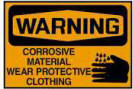 WARNING
CORROSIVE
MATERIAL
WEAR PROTECTIVE
CLOTHING